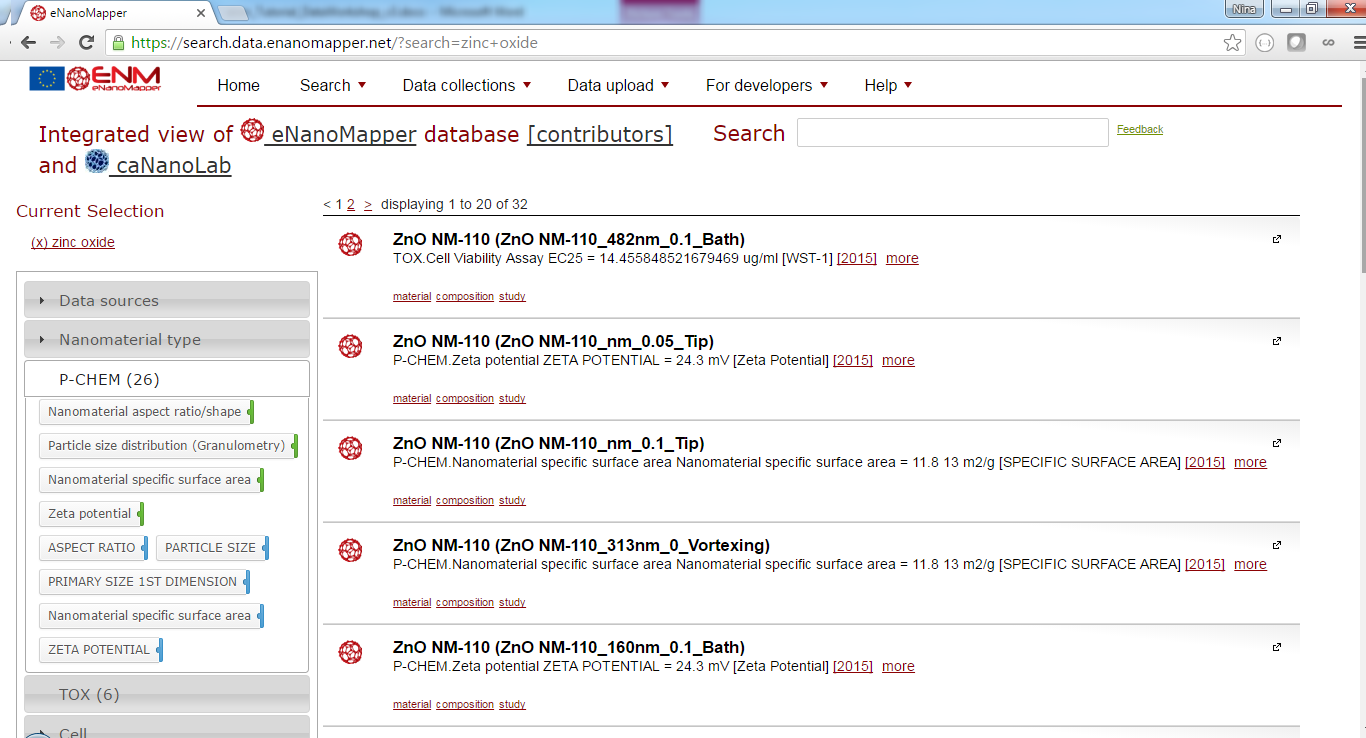 eNanoMapper
Nina
https://search.data.enanomapper.net/?search=zinc+oxide
ENM
eNanoMapper
Home Search Data collections Data upload For developers Help
Integrated view of eNanoMapper database [contributors]
and caNanoLab
Search
Feedback
Current Selection
(x) zinc oxide
Data sources
Nanomaterial type
P-CHEM (26)
Nanomaterial aspect ratio/shape
Particle size distribution (Granulometry)
Nanomaterial specific surface area
Zeta potential
ASPECT RATIO PARTICLE SIZE
PRIMARY SIZE 1ST DIMENSION
Nanomaterial specific surface area
ZETA POTENTIAL
TOX (6)
Cell
< 1 2 > displaying 1 to 20 of 32
ZnO NM-110 (ZnO NM-110_482nm_0.1_Bath)
TOX.Cell Viability Assay EC25 = 14.455848521679469 ug/ml [WST-1] [2015] more
material composition study
ZnO NM-110 (ZnO NM-110_nm_0.05_Tip)
P-CHEM.Zeta potential ZETA POTENTIAL = 24.3 mV [Zeta Potential] [2015] more
material composition study
ZnO NM-110 (ZnO NM-110_nm_0.1_Tip)
P-CHEM.Nanomaterial specific surface area Nanomaterial specific surface area = 11.8 13 m2/g [SPECIFIC SURFACE AREA] [2015] more
material composition study
ZnO NM-110 (ZnO NM-110_313nm_0_Vortexing)
P-CHEM.Nanomaterial specific surface area Nanomaterial specific surface area = 11.8 13 m2/g [SPECIFIC SURFACE AREA] [2015] more
material composition study
ZnO NM-110 (ZnO NM-110_160nm_0.1_Bath)
P-CHEM.Zeta potential ZETA POTENTIAL = 24.3 mV [Zeta Potential] [2015] more
material composition study